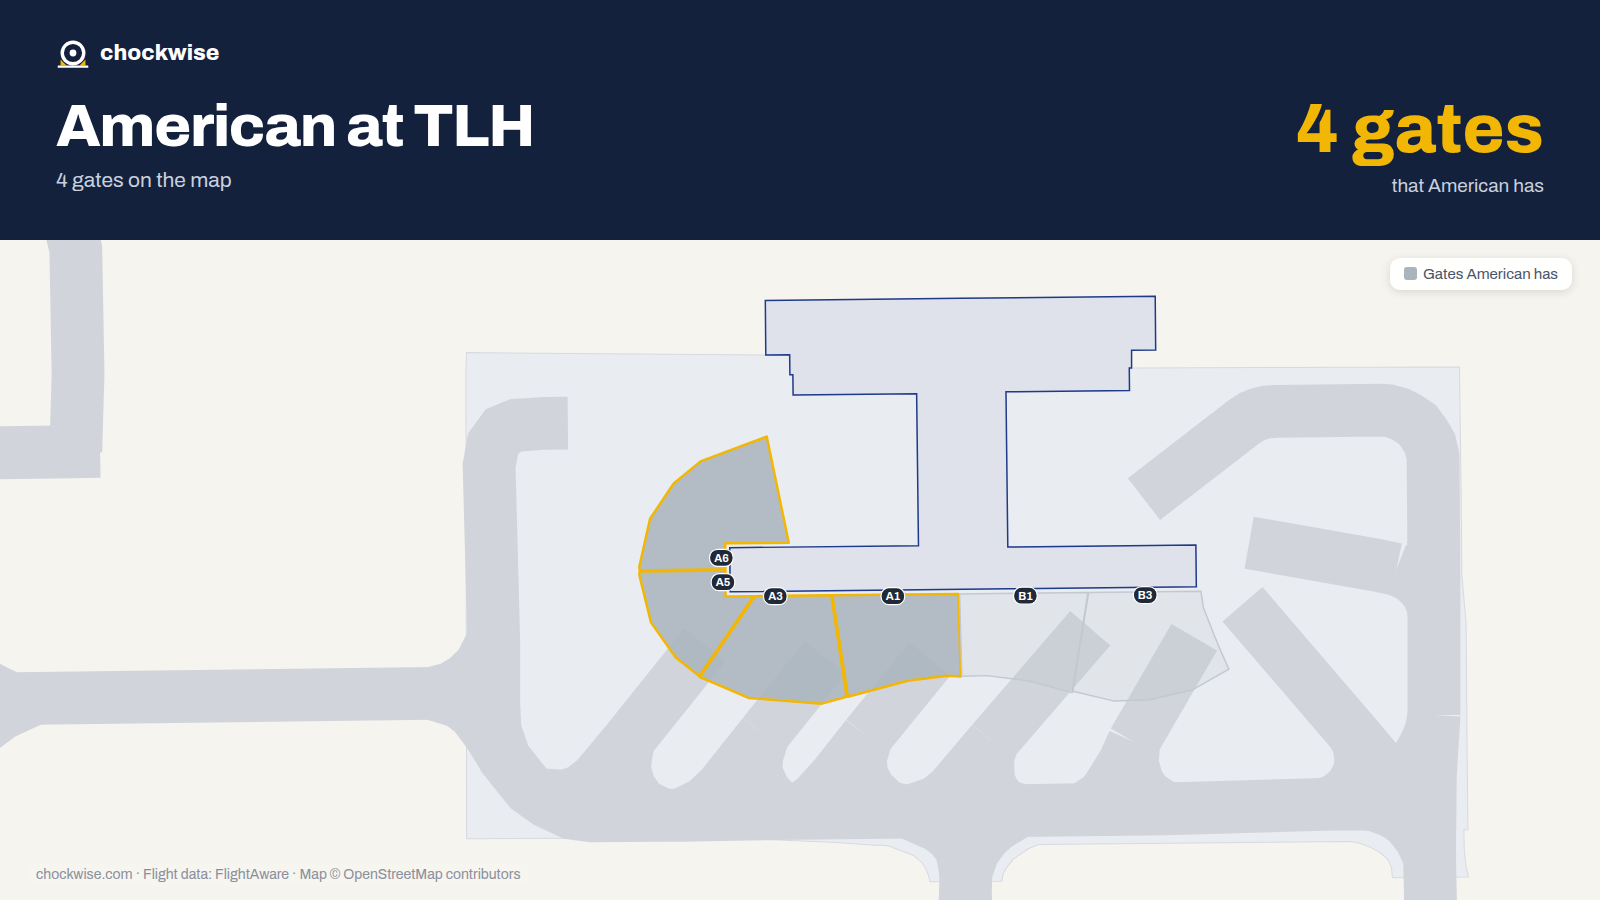 chockwise
American at TLH
4 gates on the map
4 gates
that American has
Gates American has
A6
A5
A3
A1
B1
B3
chockwise.com · Flight data: FlightAware · Map © OpenStreetMap contributors